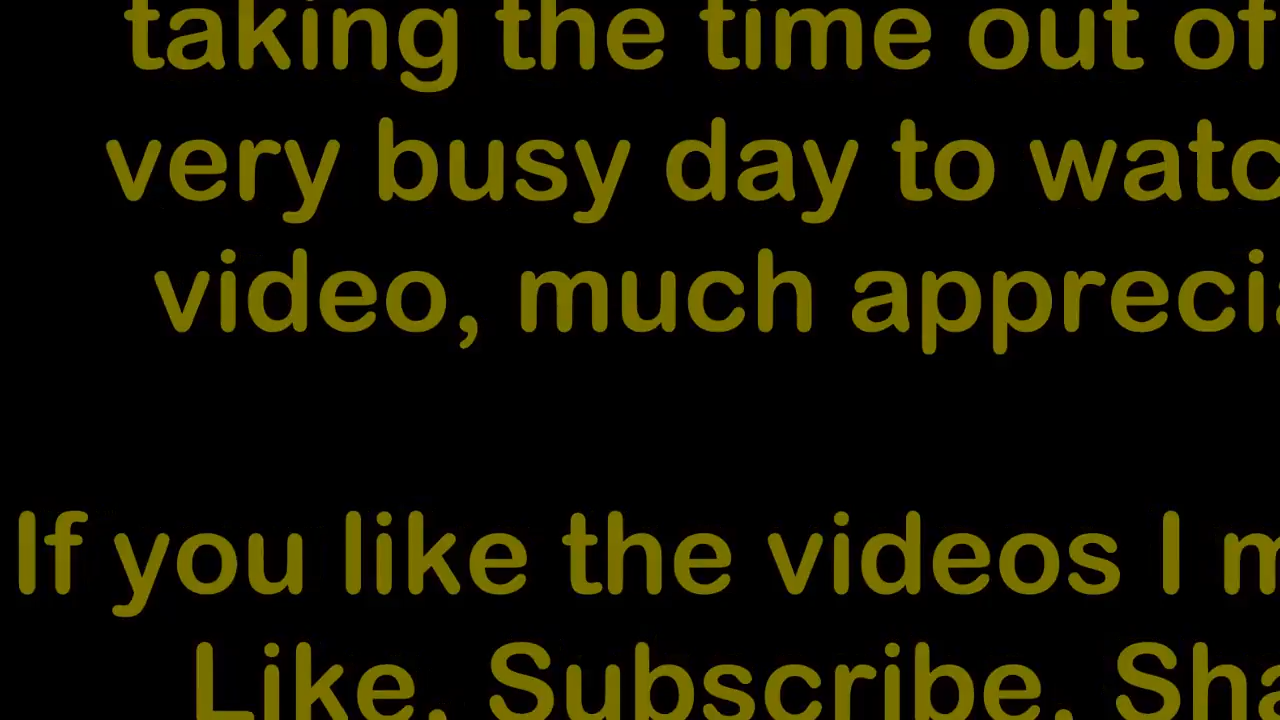 taking the time out of
very busy day to watc
video, much apprecia
If you like the videos I m
Like, Subscribe, Sha